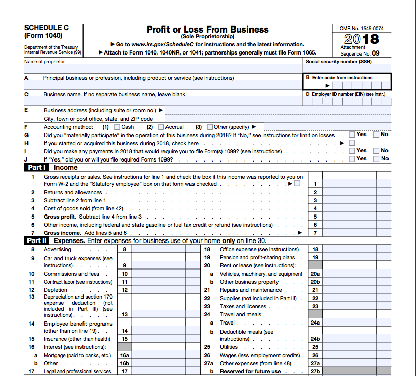 SCHEDULE C
(Form 1040)
Department of the Treasury
Internal Revenue Service (99)
Profit or Loss From Business
(Sole Proprietorship)
▶ Go to www.irs.gov/ScheduleC for instructions and the latest information.
▶ Attach to Form 1040, 1040NR, or 1041; partnerships generally must file Form 1065.
OMB No. 1545-0074
2018
Attachment
Sequence No. 09
Name of proprietor
Social security number (SSN)
A Principal business or profession, including product or service (see instructions)
B Enter code from instructions
▶
C Business name. If no separate business name, leave blank.
D Employer ID number (EIN) (see instr.)
E Business address (including suite or room no.) ▶
City, town or post office, state, and ZIP code
F Accounting method: (1) Cash (2) Accrual (3) Other (specify) ▶
G Did you "materially participate" in the operation of this business during 2018? If "No," see instructions for limit on losses Yes No
H If you started or acquired this business during 2018, check here ▶
I Did you make any payments in 2018 that would require you to file Form(s) 1099? (see instructions) Yes No
J If "Yes," did you or will you file required Forms 1099? Yes No
Part I Income
1 Gross receipts or sales. See instructions for line 1 and check the box if this income was reported to you on
Form W-2 and the "Statutory employee" box on that form was checked ▶ 1
2 Returns and allowances 2
3 Subtract line 2 from line 1 3
4 Cost of goods sold (from line 42) 4
5 Gross profit. Subtract line 4 from line 3 5
6 Other income, including federal and state gasoline or fuel tax credit or refund (see instructions) 6
7 Gross income. Add lines 5 and 6 ▶ 7
Part II Expenses. Enter expenses for business use of your home only on line 30.
8 Advertising 8
9 Car and truck expenses (see
instructions) 9
10 Commissions and fees 10
11 Contract labor (see instructions) 11
12 Depletion 12
13 Depreciation and section 179
expense deduction (not
included in Part III) (see
instructions) 13
14 Employee benefit programs
(other than on line 19) 14
15 Insurance (other than health) 15
16 Interest (see instructions):
a Mortgage (paid to banks, etc.) 16a
b Other 16b
17 Legal and professional services 17
18 Office expense (see instructions) 18
19 Pension and profit-sharing plans 19
20 Rent or lease (see instructions):
a Vehicles, machinery, and equipment 20a
b Other business property 20b
21 Repairs and maintenance 21
22 Supplies (not included in Part III) 22
23 Taxes and licenses 23
24 Travel and meals:
a Travel 24a
b Deductible meals (see
instructions) 24b
25 Utilities 25
26 Wages (less employment credits) 26
27a Other expenses (from line 48) 27a
b Reserved for future use 27b